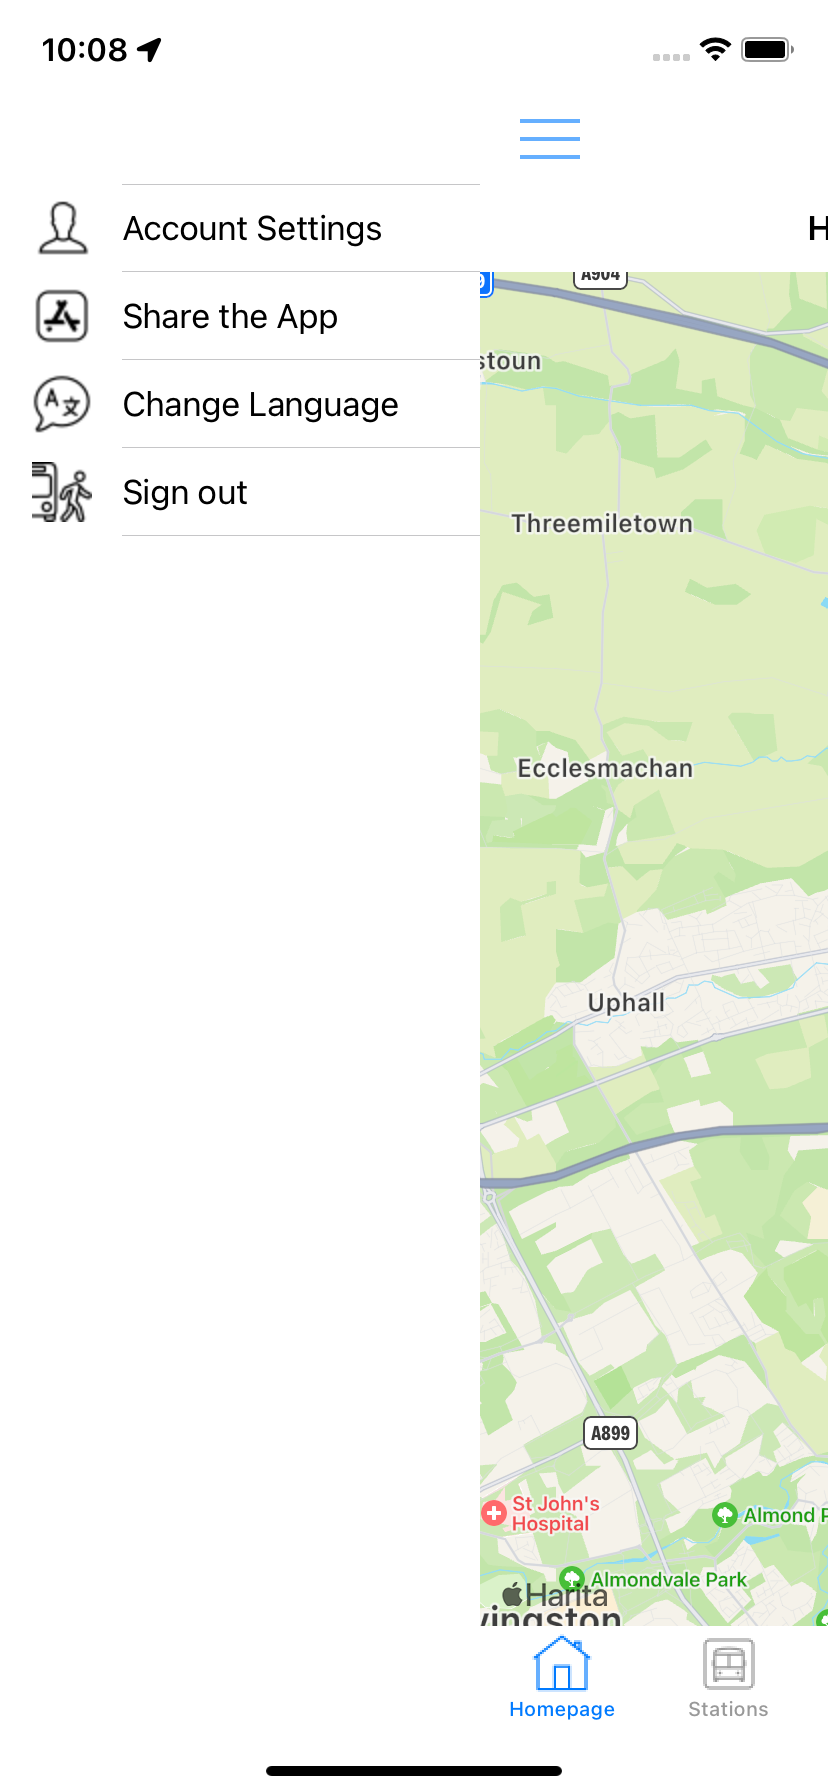 10:08
Account Settings
Share the App
Change Language
Sign out
H
A904
stoun
Threemiletown
Ecclesmachan
Uphall
A899
St John's
Hospital
Almond P
Almondvale Park
Harita
vingston
Homepage
Stations